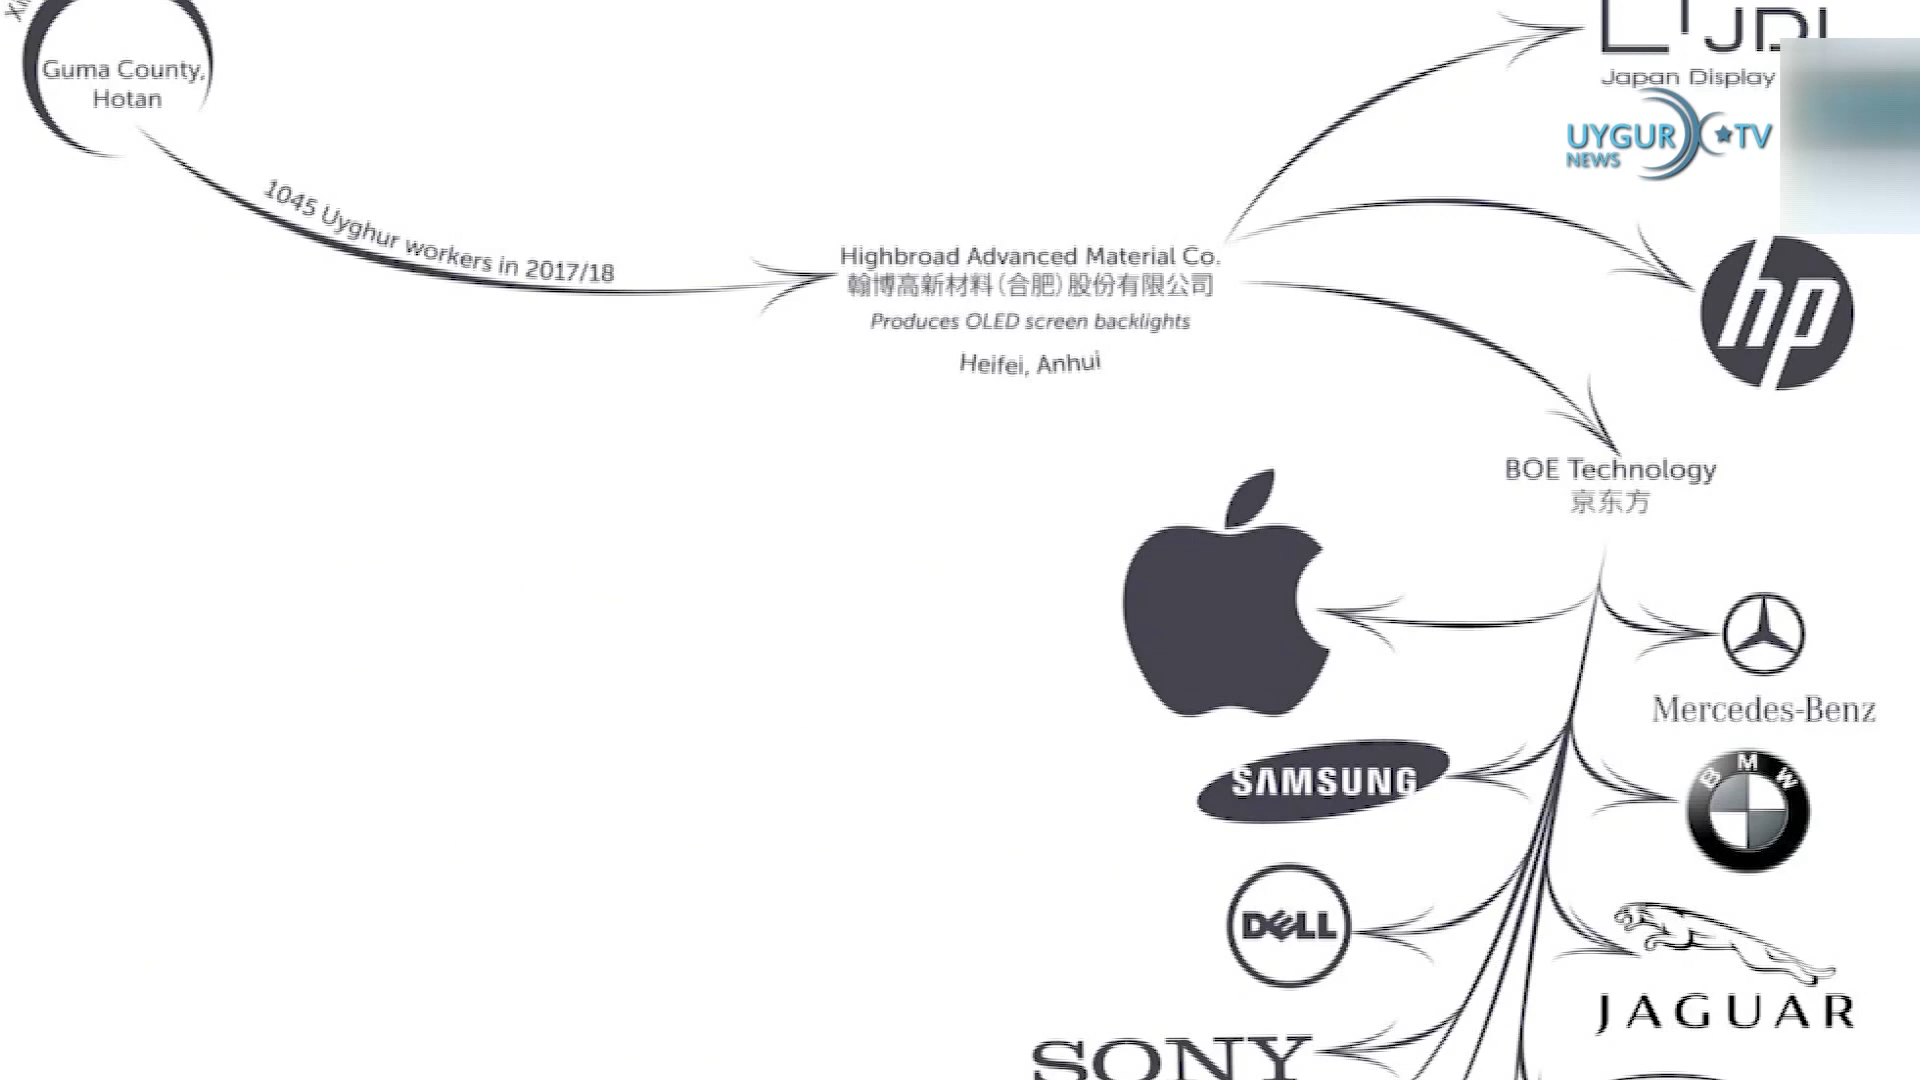 Guma County,
Hotan
1045 Uyghur workers in 2017/18
Highbroad Advanced Material Co.
翰博高新材料(合肥)股份有限公司
Produces OLED screen backlights
Heifei, Anhui
JDI
Japan Display
UYGUR TV
NEWS
hp
BOE Technology
京东方
Mercedes-Benz
SAMSUNG
BMW
DELL
JAGUAR
SONY